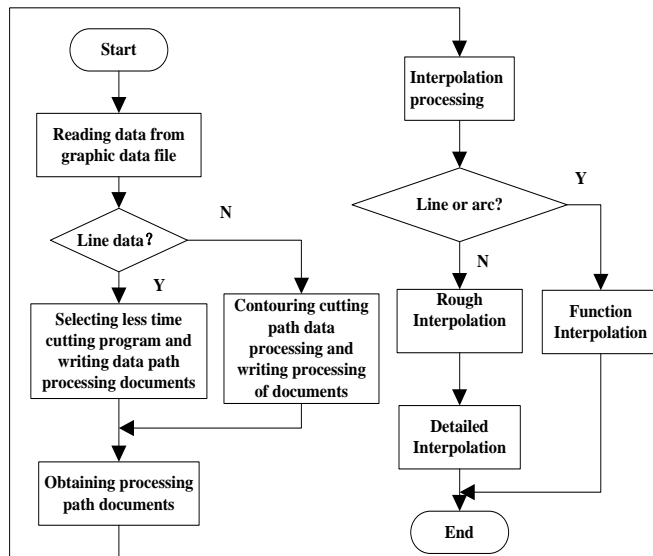 Start
Reading data from
graphic data file
Line data?
N
Y
Selecting less time
cutting program and
writing data path
processing documents
Contouring cutting
path data
processing and
writing processing
of documents
Obtaining processing
path documents
Interpolation
processing
Line or arc?
Y
N
Rough
Interpolation
Function
Interpolation
Detailed
Interpolation
End